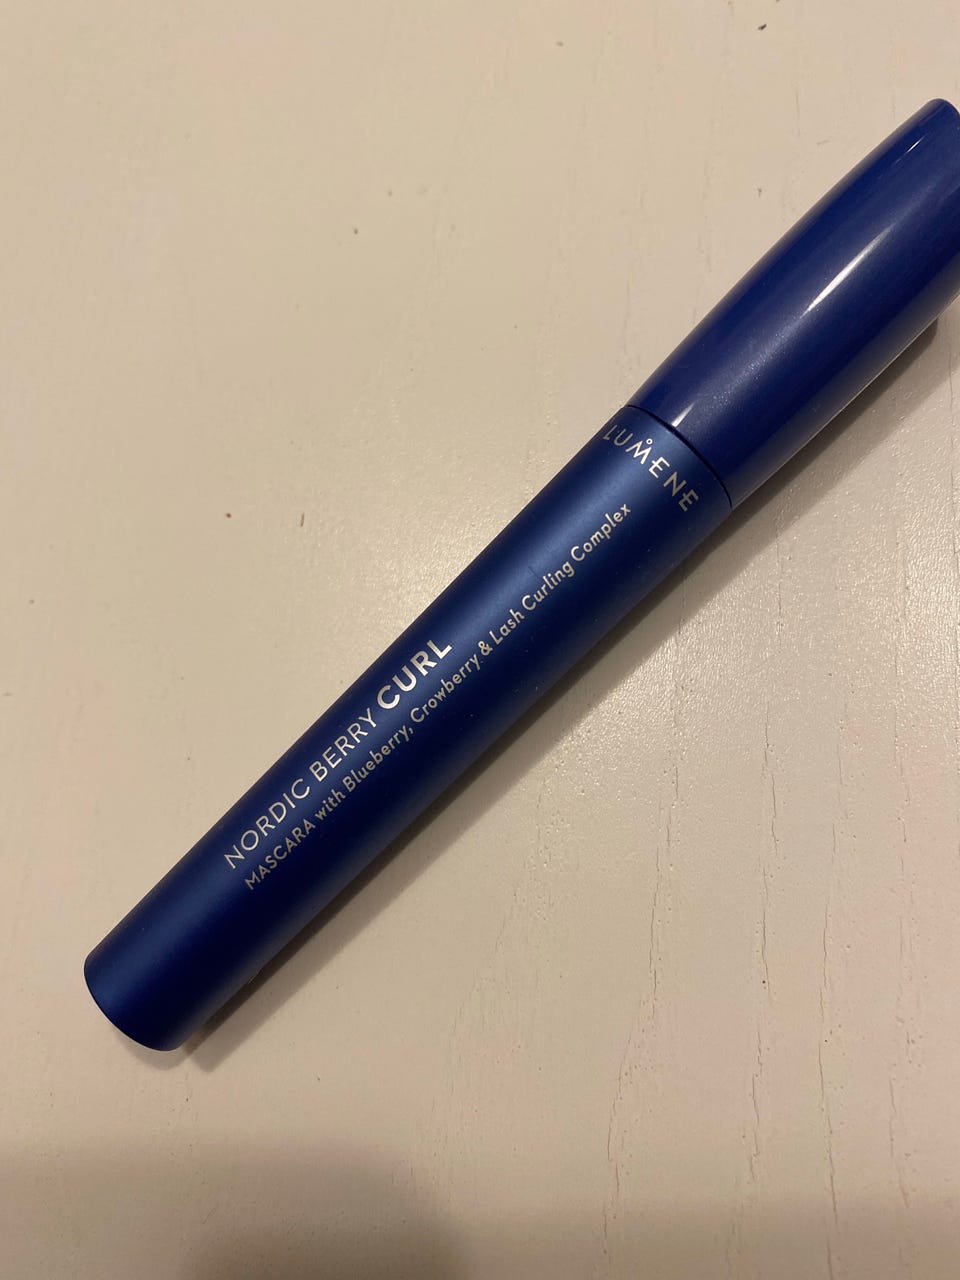 LUMENE
NORDIC BERRY CURL
MASCARA with Blueberry, Crowberry & Lash Curling Complex